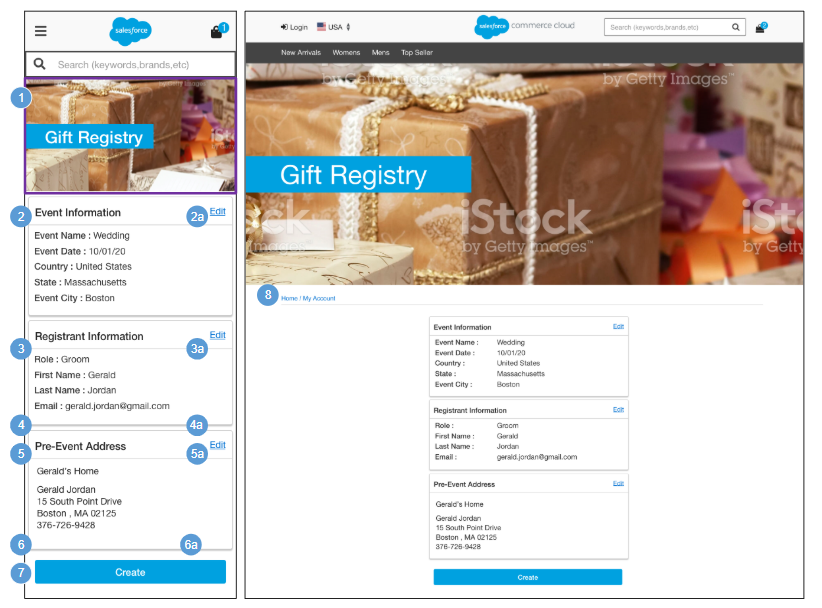 salesforce
1
Search (keywords,brands,etc)
1
Gift Registry
2
Event Information
2a
Edit
Event Name : Wedding
Event Date : 10/01/20
Country : United States
State : Massachusetts
Event City : Boston
3
Registrant Information
3a
Edit
Role : Groom
First Name : Gerald
Last Name : Jordan
Email : gerald.jordan@gmail.com
4
4a
5
Pre-Event Address
5a
Edit
Gerald's Home
Gerald Jordan
15 South Point Drive
Boston , MA 02125
376-726-9428
6
6a
7
Create
Login
USA
salesforce commerce cloud
Search (keywords,brands,etc)
2
New Arrivals Womens Mens Top Seller
by Getty Images
by Getty Images™
Gift Registry
iStock
by Getty Images™
iStock
by Getty
8
Home / My Account
Event Information
Edit
Event Name : Wedding
Event Date : 10/01/20
Country : United States
State : Massachusetts
Event City : Boston
Registrant Information
Edit
Role : Groom
First Name : Gerald
Last Name : Jordan
Email : gerald.jordan@gmail.com
Pre-Event Address
Edit
Gerald's Home
Gerald Jordan
15 South Point Drive
Boston , MA 02125
376-726-9428
Create